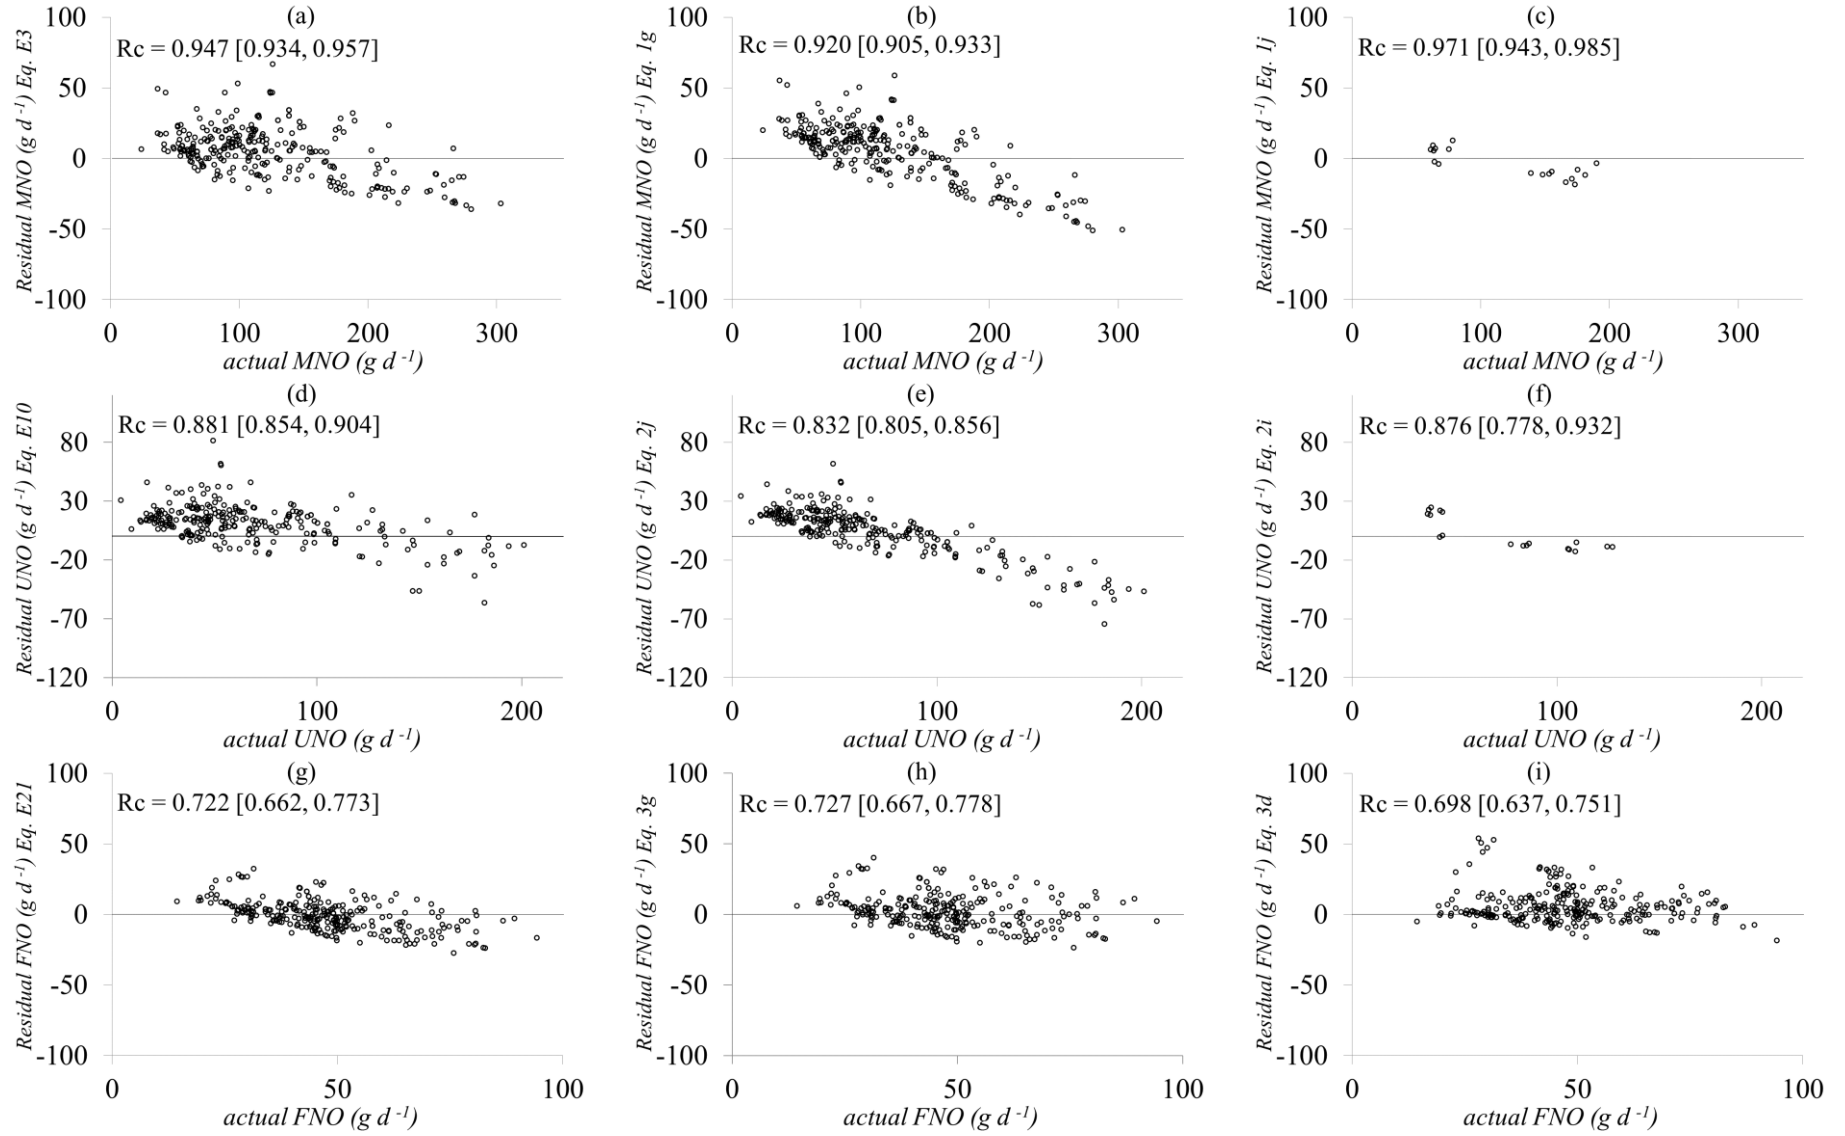 (a)
Rc = 0.947 [0.934, 0.957]
Residual MNO (g d -1) Eq. E3
100
50
0
-50
-100
0 100 200 300
actual MNO (g d -1)
(b)
Rc = 0.920 [0.905, 0.933]
Residual MNO (g d -1) Eq. 1g
100
50
0
-50
-100
0 100 200 300
actual MNO (g d -1)
(c)
Rc = 0.971 [0.943, 0.985]
Residual MNO (g d -1) Eq. 1j
100
50
0
-50
-100
0 100 200 300
actual MNO (g d -1)
(d)
Rc = 0.881 [0.854, 0.904]
Residual UNO (g d -1) Eq. E10
80
30
-20
-70
-120
0 100 200
actual UNO (g d -1)
(e)
Rc = 0.832 [0.805, 0.856]
Residual UNO (g d -1) Eq. 2j
80
30
-20
-70
-120
0 100 200
actual UNO (g d -1)
(f)
Rc = 0.876 [0.778, 0.932]
Residual UNO (g d -1) Eq. 2i
80
30
-20
-70
-120
0 100 200
actual UNO (g d -1)
(g)
Rc = 0.722 [0.662, 0.773]
Residual FNO (g d -1) Eq. E21
100
50
0
-50
-100
0 50 100
actual FNO (g d -1)
(h)
Rc = 0.727 [0.667, 0.778]
Residual FNO (g d -1) Eq. 3g
100
50
0
-50
-100
0 50 100
actual FNO (g d -1)
(i)
Rc = 0.698 [0.637, 0.751]
Residual FNO (g d -1) Eq. 3d
100
50
0
-50
-100
0 50 100
actual FNO (g d -1)